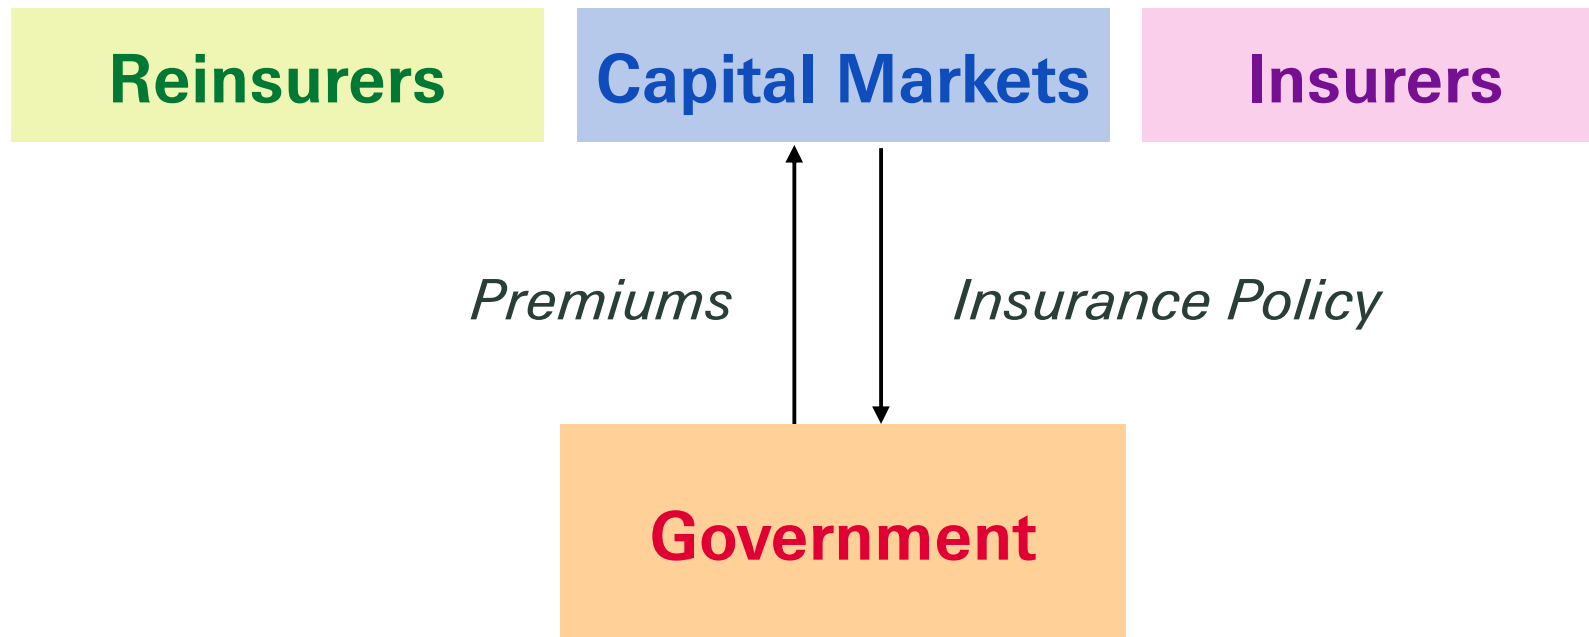 Reinsurers
Capital Markets
Insurers
Premiums
Insurance Policy
Government